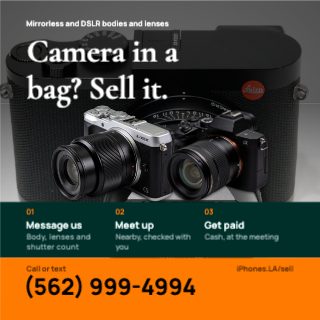 Mirrorless and DSLR bodies and lenses
Camera in a
bag? Sell it.
Leica
01
Message us
Body, lenses and
shutter count
02
Meet up
Nearby, checked with
you
03
Get paid
Cash, at the meeting
Call or text
iPhones.LA/sell
(562) 999-4994